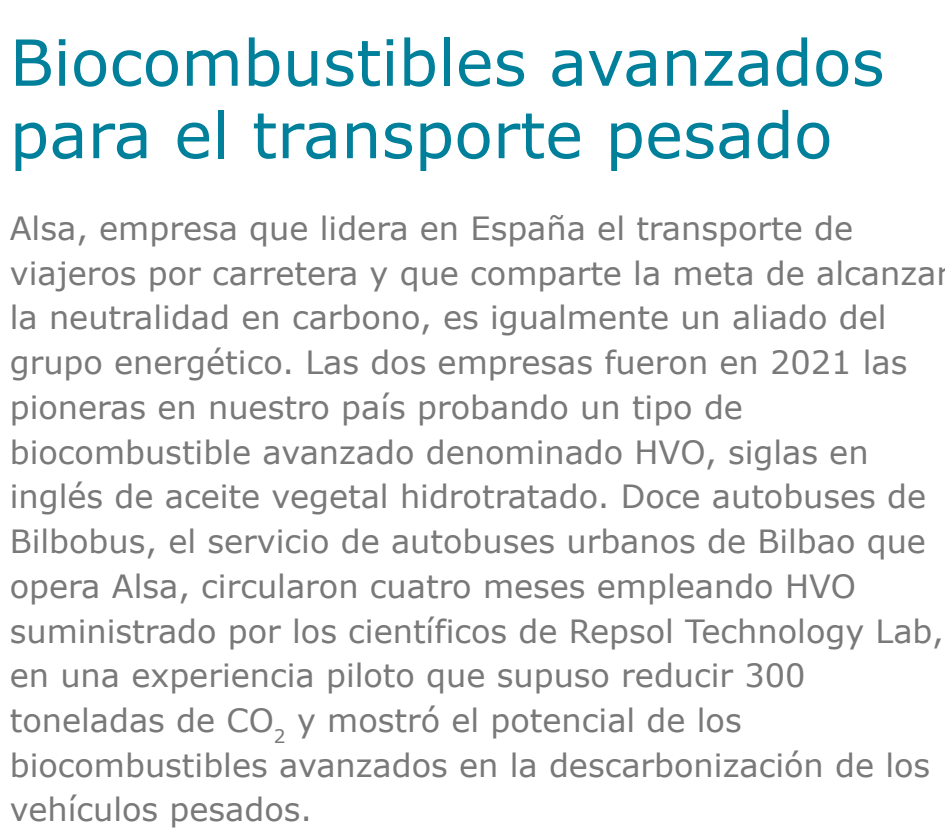 Biocombustibles avanzados
para el transporte pesado
Alsa, empresa que lidera en España el transporte de
viajeros por carretera y que comparte la meta de alcanzar
la neutralidad en carbono, es igualmente un aliado del
grupo energético. Las dos empresas fueron en 2021 las
pioneras en nuestro país probando un tipo de
biocombustible avanzado denominado HVO, siglas en
inglés de aceite vegetal hidrotratado. Doce autobuses de
Bilbobus, el servicio de autobuses urbanos de Bilbao que
opera Alsa, circularon cuatro meses empleando HVO
suministrado por los científicos de Repsol Technology Lab,
en una experiencia piloto que supuso reducir 300
toneladas de CO₂ y mostró el potencial de los
biocombustibles avanzados en la descarbonización de los
vehículos pesados.